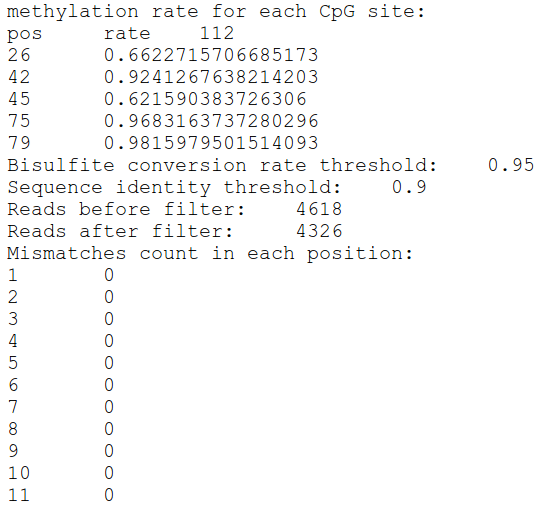 methylation rate for each CpG site:
pos rate 112
26 0.6622715706685173
42 0.9241267638214203
45 0.621590383726306
75 0.9683163737280296
79 0.9815979501514093
Bisulfite conversion rate threshold: 0.95
Sequence identity threshold: 0.9
Reads before filter: 4618
Reads after filter: 4326
Mismatches count in each position:
1 0
2 0
3 0
4 0
5 0
6 0
7 0
8 0
9 0
10 0
11 0